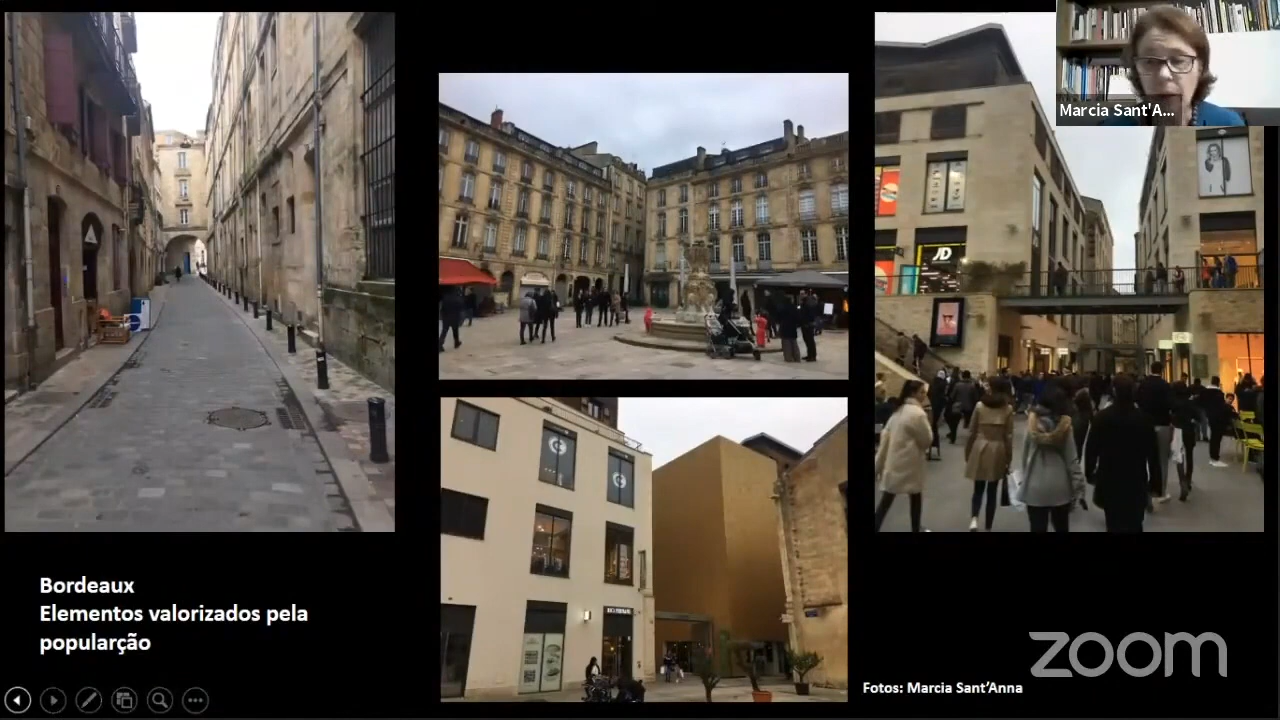 Marcia Sant'A...
JD
Bordeaux
Elementos valorizados pela
popularção
Fotos: Marcia Sant'Anna
zoom